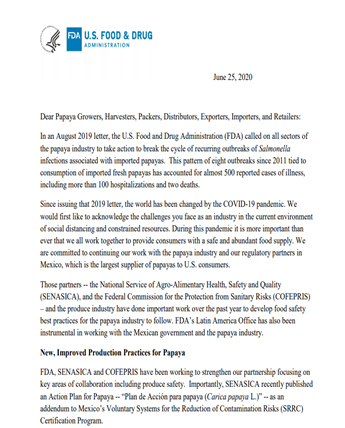 FDA U.S. FOOD & DRUG
ADMINISTRATION
June 25, 2020
Dear Papaya Growers, Harvesters, Packers, Distributors, Exporters, Importers, and Retailers:
In an August 2019 letter, the U.S. Food and Drug Administration (FDA) called on all sectors of
the papaya industry to take action to break the cycle of recurring outbreaks of Salmonella
infections associated with imported papayas. This pattern of eight outbreaks since 2011 tied to
consumption of imported fresh papayas has accounted for almost 500 reported cases of illness,
including more than 100 hospitalizations and two deaths.
Since issuing that 2019 letter, the world has been changed by the COVID-19 pandemic. We
would first like to acknowledge the challenges you face as an industry in the current environment
of social distancing and constrained resources. During this pandemic it is more important than
ever that we all work together to provide consumers with a safe and abundant food supply. We
are committed to continuing our work with the papaya industry and our regulatory partners in
Mexico, which is the largest supplier of papayas to U.S. consumers.
Those partners -- the National Service of Agro-Alimentary Health, Safety and Quality
(SENASICA), and the Federal Commission for the Protection from Sanitary Risks (COFEPRIS)
– and the produce industry have done important work over the past year to develop food safety
best practices for the papaya industry to follow. FDA's Latin America Office has also been
instrumental in working with the Mexican government and the papaya industry.
New, Improved Production Practices for Papaya
FDA, SENASICA and COFEPRIS have been working to strengthen our partnership focusing on
key areas of collaboration including produce safety. Importantly, SENASICA recently published
an Action Plan for Papaya -- “Plan de Acción para papaya (Carica papaya L.)” -- as an
addendum to Mexico's Voluntary Systems for the Reduction of Contamination Risks (SRRC)
Certification Program.